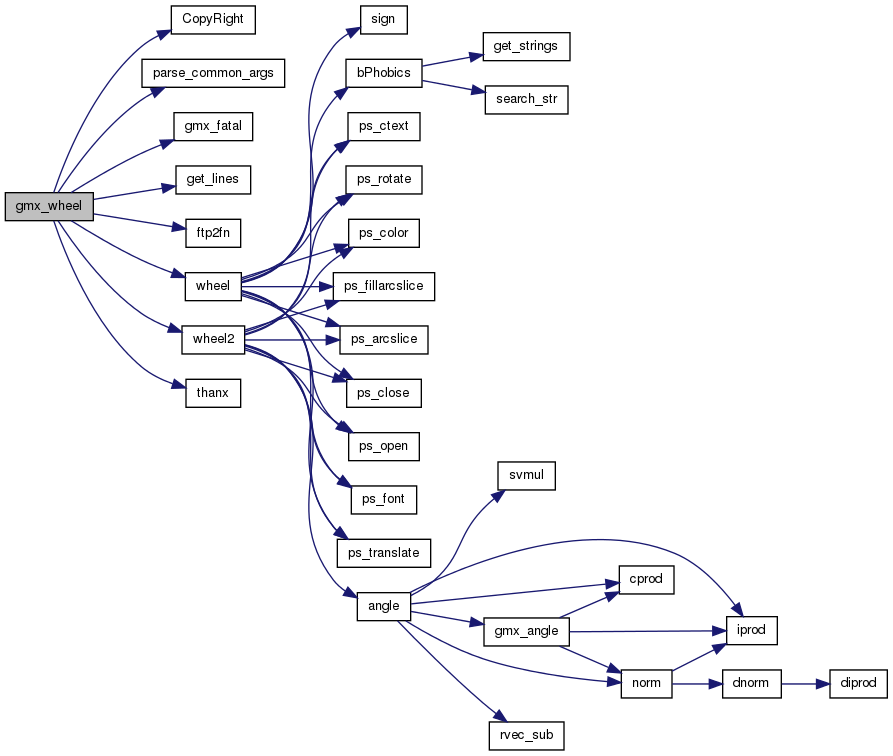 gmx_wheel
CopyRight
parse_common_args
gmx_fatal
get_lines
ftp2fn
wheel
wheel2
thanx
sign
bPhobics
ps_ctext
ps_rotate
ps_color
ps_fillarcslice
ps_arcslice
ps_close
ps_open
ps_font
ps_translate
angle
get_strings
search_str
svmul
gmx_angle
rvec_sub
cprod
norm
iprod
dnorm
diprod